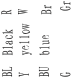 BL Black R
Y yellow W
BU blue Br
G Gr